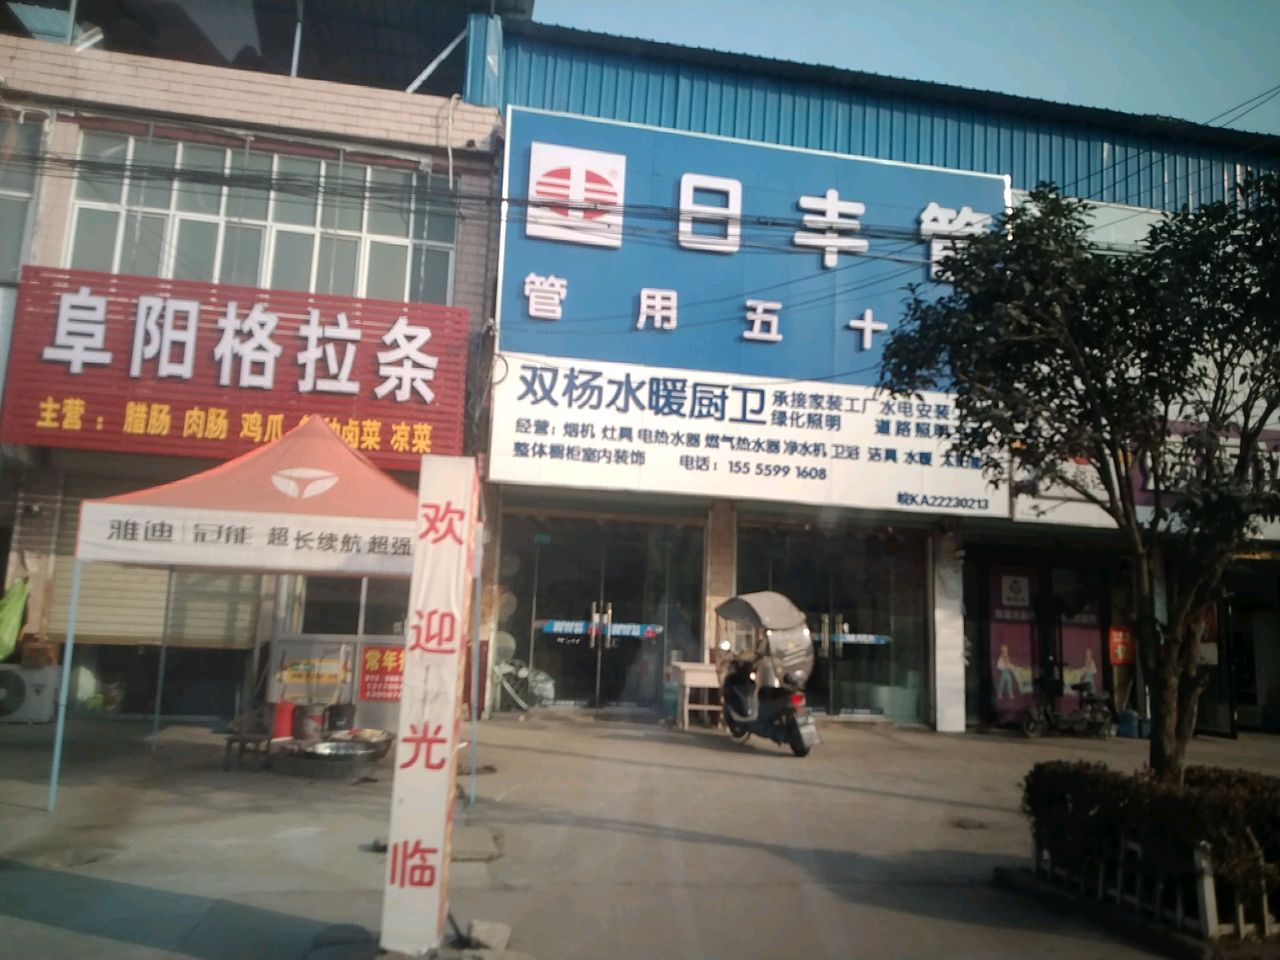 阜阳格拉条
主营： 腊肠 肉肠 鸡爪 各种卤菜 凉菜
雅迪 冠能 超长续航 超强
欢迎光临
常年
日丰管
管用五十
双杨水暖厨卫
承接家装工厂水电安装
绿化照明 道路照明
经营：烟机 灶具 电热水器 燃气热水器 净水机 卫浴 洁具 水暖 太阳能
整体橱柜室内装饰 电话：155 5599 1608
皖KA22230213